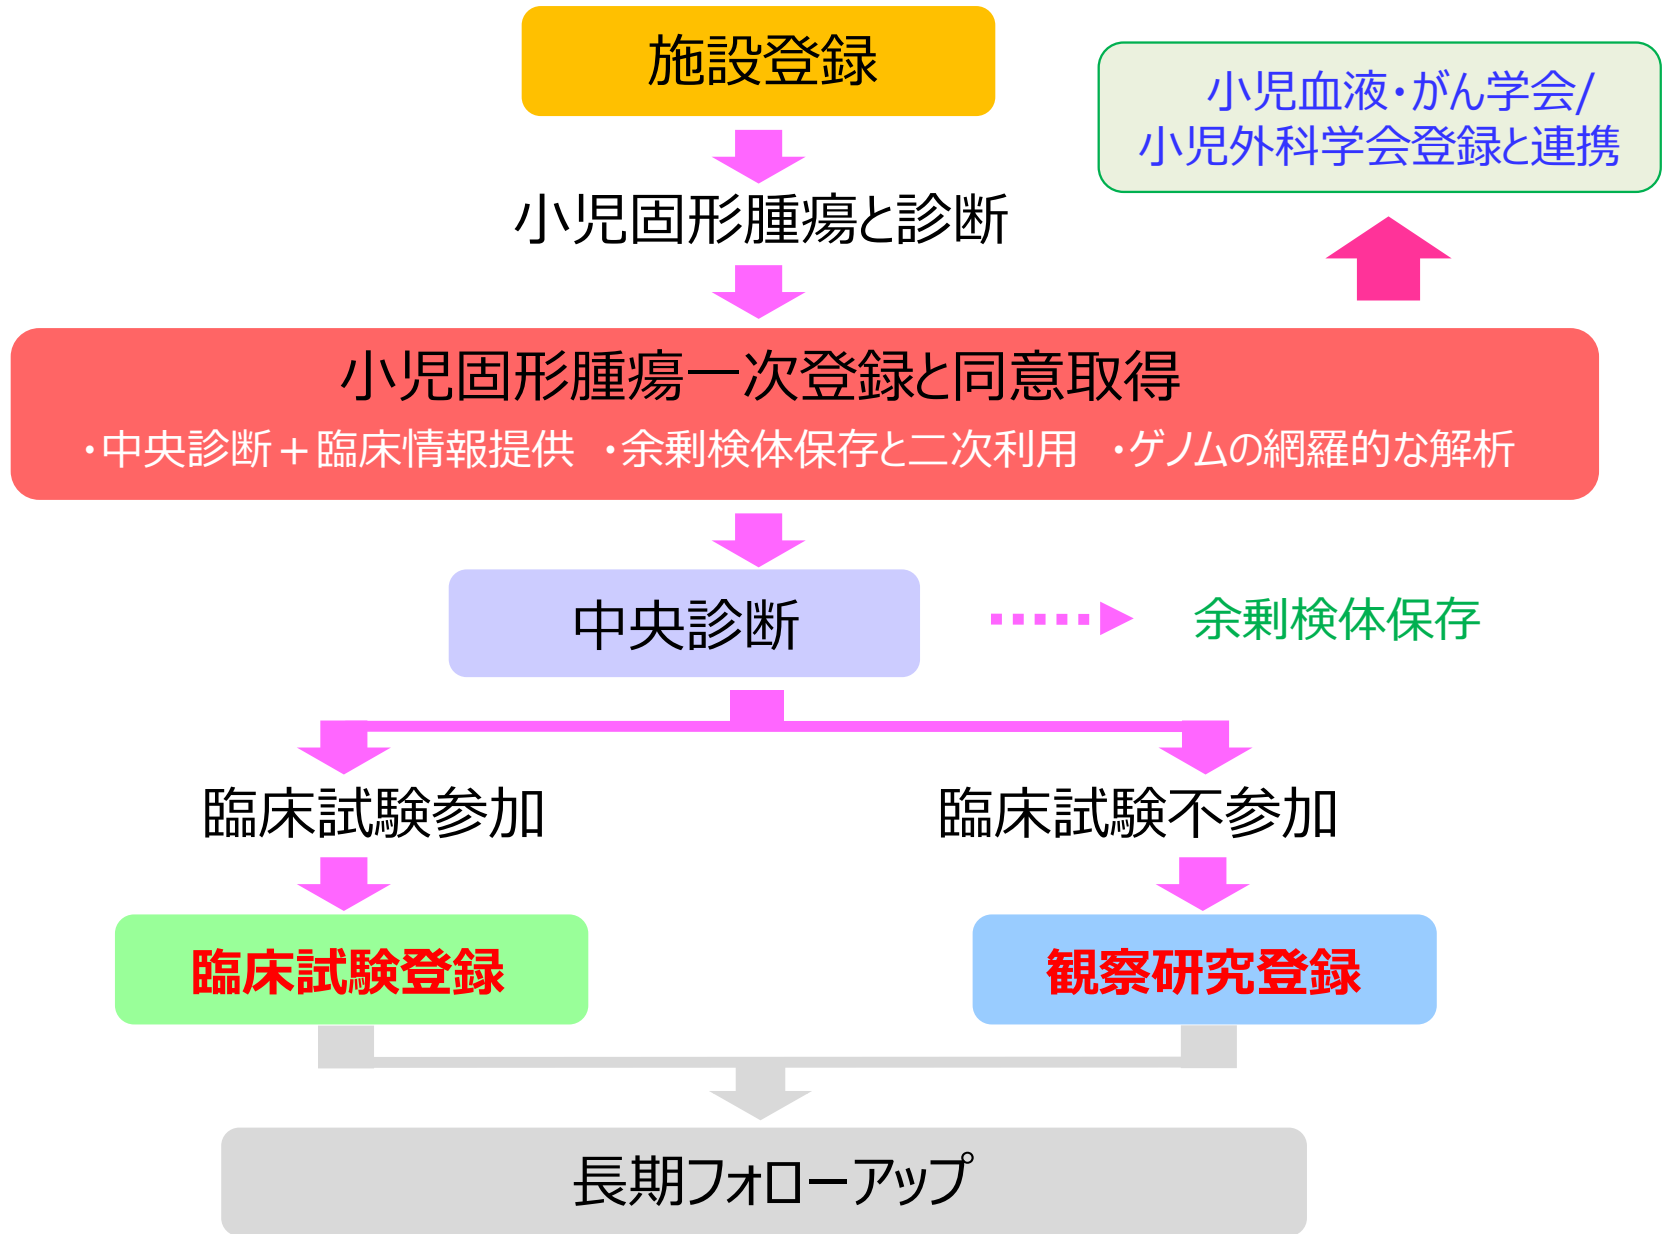 施設登録
小児血液・がん学会/
小児外科学会登録と連携
小児固形腫瘍と診断
小児固形腫瘍一次登録と同意取得
・中央診断＋臨床情報提供　・余剰検体保存と二次利用　・ゲノムの網羅的な解析
中央診断
余剰検体保存
臨床試験参加
臨床試験不参加
臨床試験登録
観察研究登録
長期フォローアップ